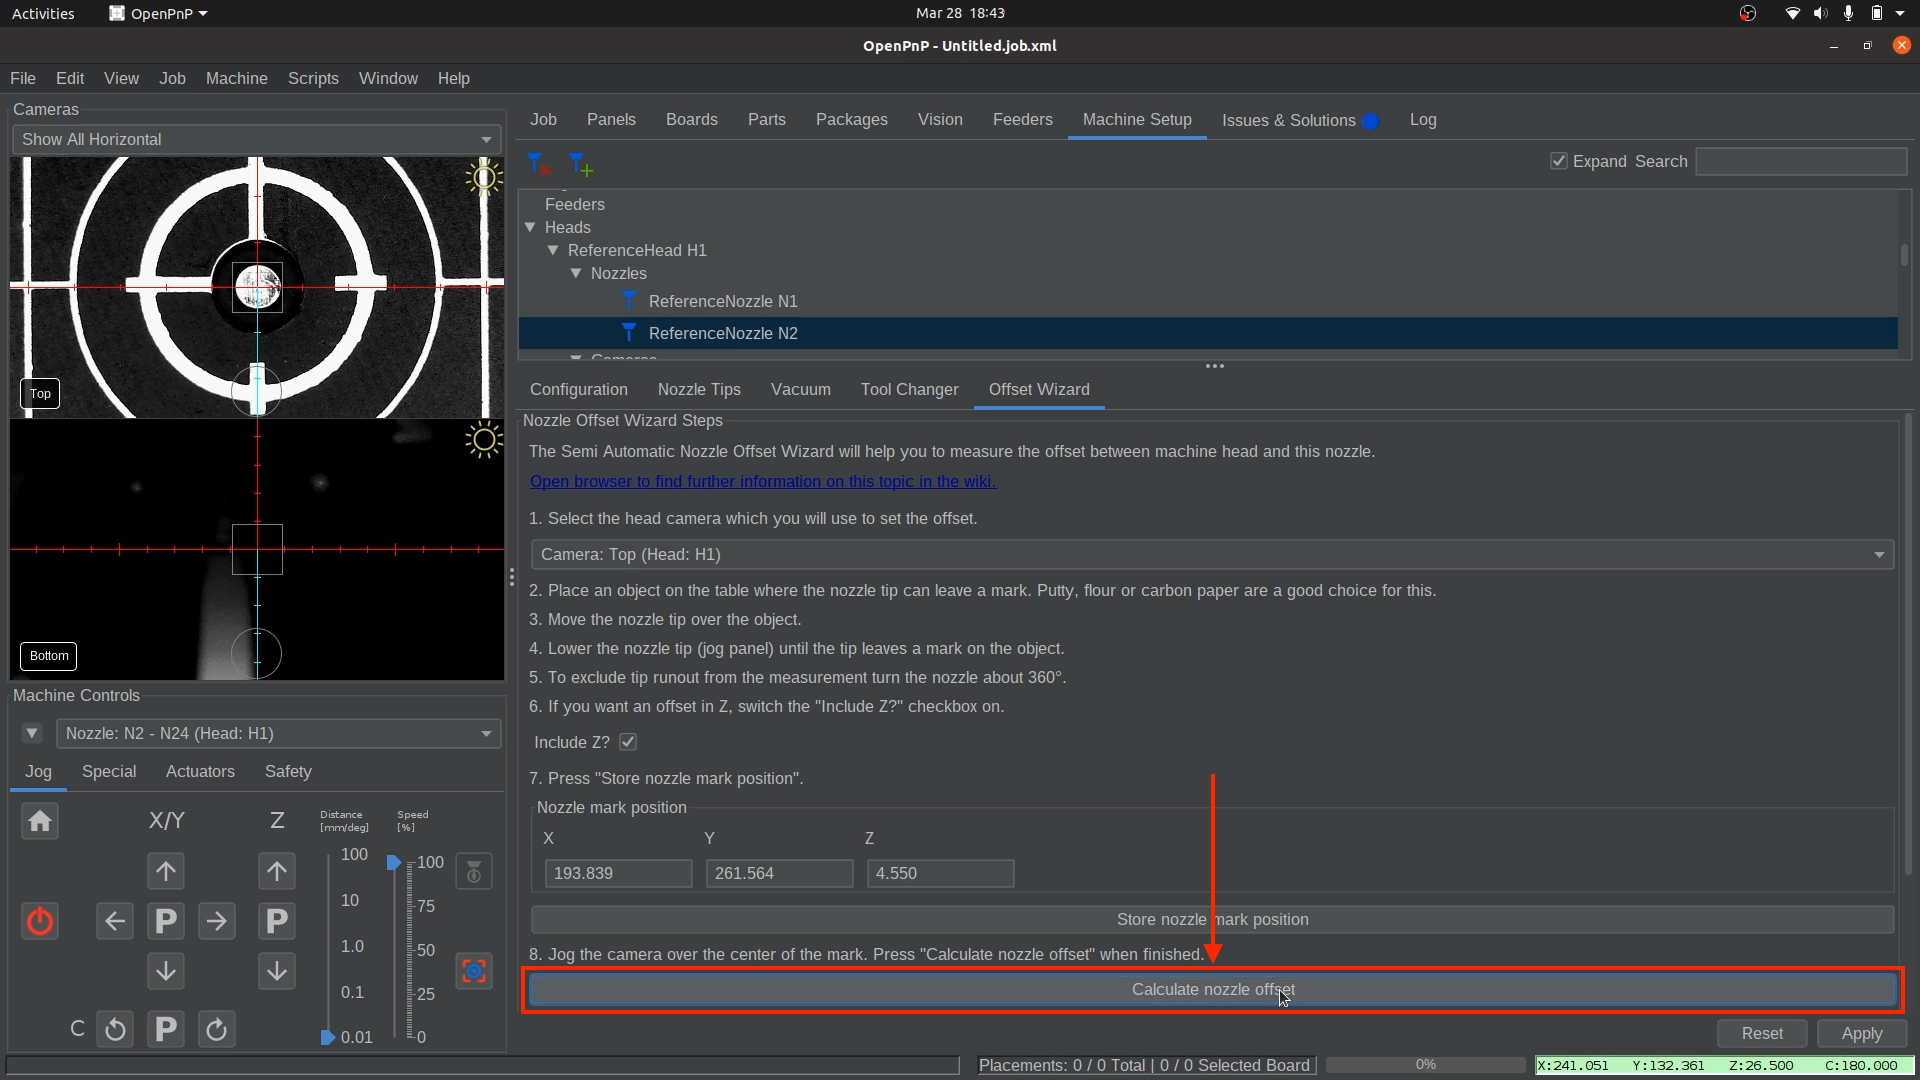 Activities OpenPnP Mar 28 18:43
OpenPnP - Untitled.job.xml
File Edit View Job Machine Scripts Window Help
Cameras
Show All Horizontal
Top
Bottom
Machine Controls
Nozzle: N2 - N24 (Head: H1)
Jog Special Actuators Safety
X/Y Z Distance [mm/deg] Speed [%]
100
100
10
75
P P
1.0
50
0.1
25
C P
0.01
0
Job Panels Boards Parts Packages Vision Feeders Machine Setup Issues & Solutions Log
Expand Search
Feeders
Heads
ReferenceHead H1
Nozzles
ReferenceNozzle N1
ReferenceNozzle N2
Configuration Nozzle Tips Vacuum Tool Changer Offset Wizard
Nozzle Offset Wizard Steps
The Semi Automatic Nozzle Offset Wizard will help you to measure the offset between machine head and this nozzle.
Open browser to find further information on this topic in the wiki.
1. Select the head camera which you will use to set the offset.
Camera: Top (Head: H1)
2. Place an object on the table where the nozzle tip can leave a mark. Putty, flour or carbon paper are a good choice for this.
3. Move the nozzle tip over the object.
4. Lower the nozzle tip (jog panel) until the tip leaves a mark on the object.
5. To exclude tip runout from the measurement turn the nozzle about 360°.
6. If you want an offset in Z, switch the "Include Z?" checkbox on.
Include Z?
7. Press "Store nozzle mark position".
Nozzle mark position
X Y Z
193.839 261.564 4.550
Store nozzle mark position
8. Jog the camera over the center of the mark. Press "Calculate nozzle offset" when finished.
Calculate nozzle offset
Reset Apply
Placements: 0 / 0 Total | 0 / 0 Selected Board 0% X:241.051 Y:132.361 Z:26.500 C:180.000